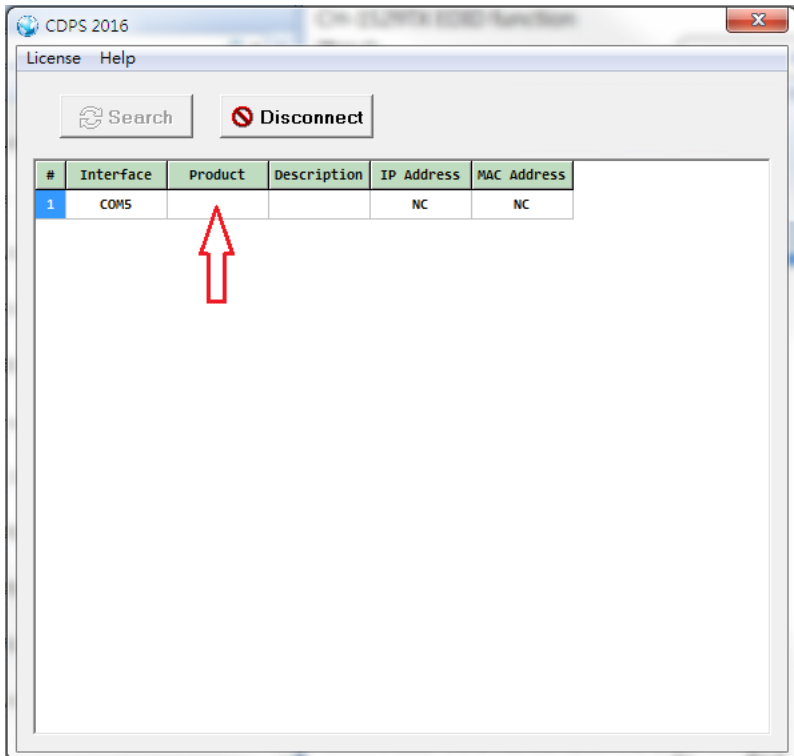 CDPS 2016
License Help
Search Disconnect
# Interface Product Description IP Address MAC Address
1 COM5 NC NC